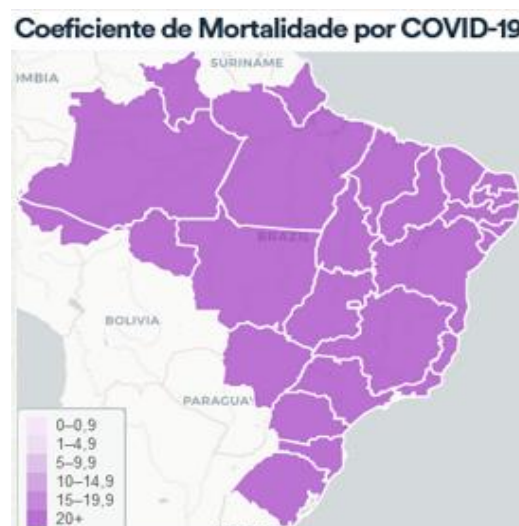 Coeficiente de Mortalidade por COVID-19
SURINAME
OMBIA
BRAZIL
BOLIVIA
PARAGUAY
0–0,9
1–4,9
5–9,9
10–14,9
15–19,9
20+